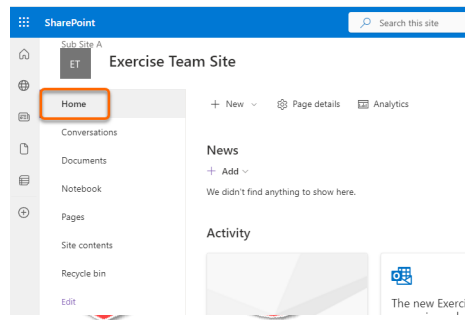 SharePoint
Search this site
Sub Site A
ET
Exercise Team Site
Home
Conversations
Documents
Notebook
Pages
Site contents
Recycle bin
Edit
+ New
Page details
Analytics
News
+ Add
We didn't find anything to show here.
Activity
The new Exerci